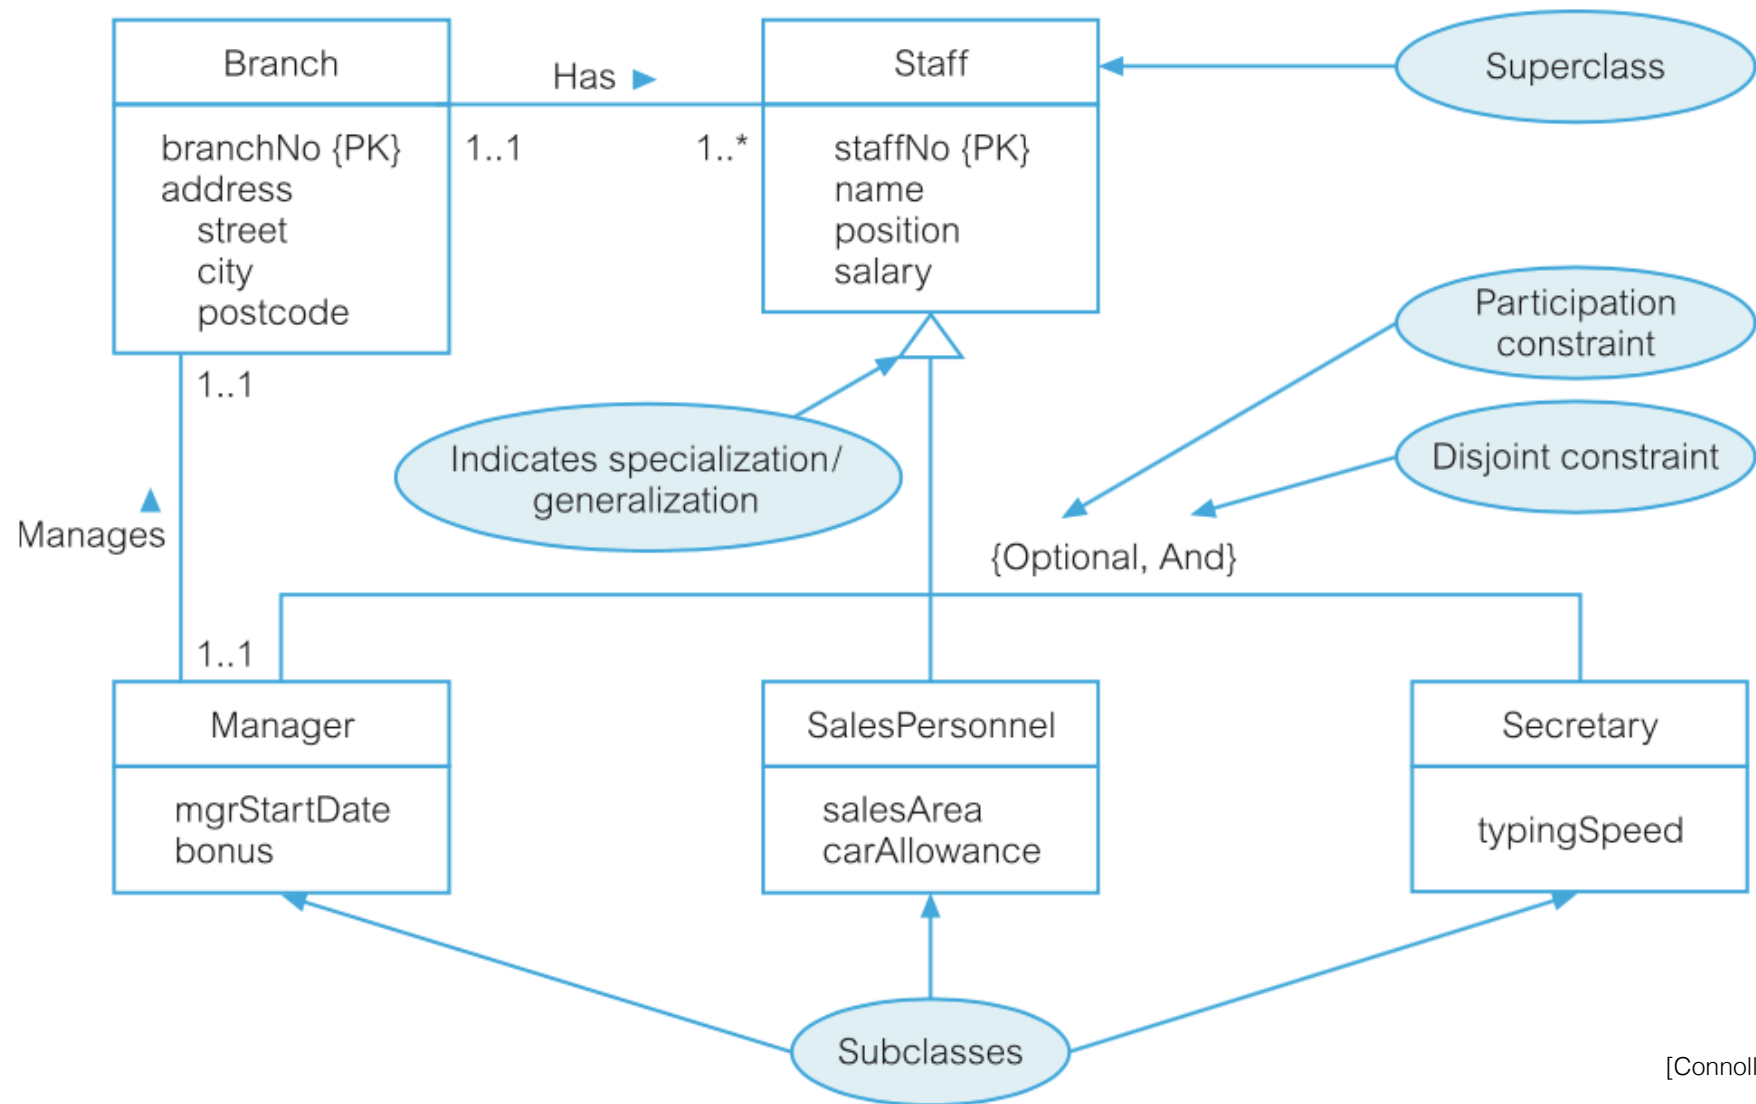 Branch
Has ▶
Staff
Superclass
branchNo {PK}
address
street
city
postcode
1..1
1..*
staffNo {PK}
name
position
salary
Participation
constraint
1..1
Indicates specialization/
generalization
Disjoint constraint
▲
Manages
{Optional, And}
1..1
Manager
SalesPersonnel
Secretary
mgrStartDate
bonus
salesArea
carAllowance
typingSpeed
Subclasses
[Connoll